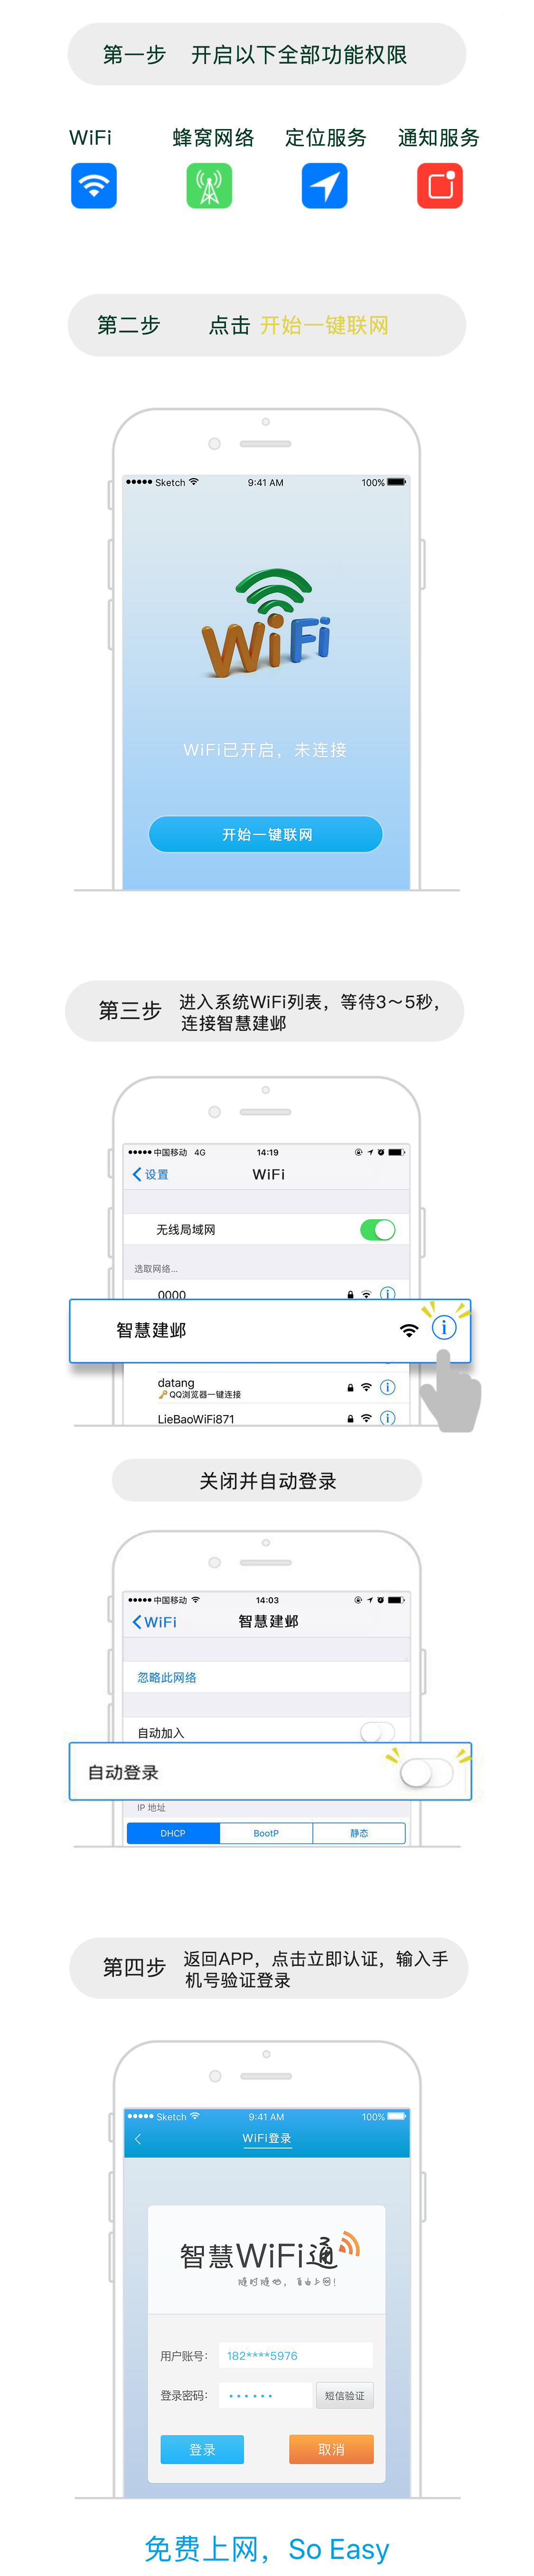 第一步 开启以下全部功能权限
WiFi 蜂窝网络 定位服务 通知服务
第二步 点击 开始一键联网
Sketch 9:41 AM 100%
WiFi
WiFi已开启，未连接
开始一键联网
第三步 进入系统WiFi列表，等待3～5秒，
连接智慧建邺
中国移动 4G 14:19
设置 WiFi
无线局域网
选取网络...
0000
智慧建邺
datang
QQ浏览器一键连接
LieBaoWiFi871
关闭并自动登录
中国移动 14:03
WiFi 智慧建邺
忽略此网络
自动加入
自动登录
IP 地址
DHCP BootP 静态
第四步 返回APP，点击立即认证，输入手
机号验证登录
Sketch 9:41 AM 100%
WiFi登录
智慧WiFi通
用户账号： 182****5976
登录密码： •••••• 短信验证
登录 取消
免费上网，So Easy